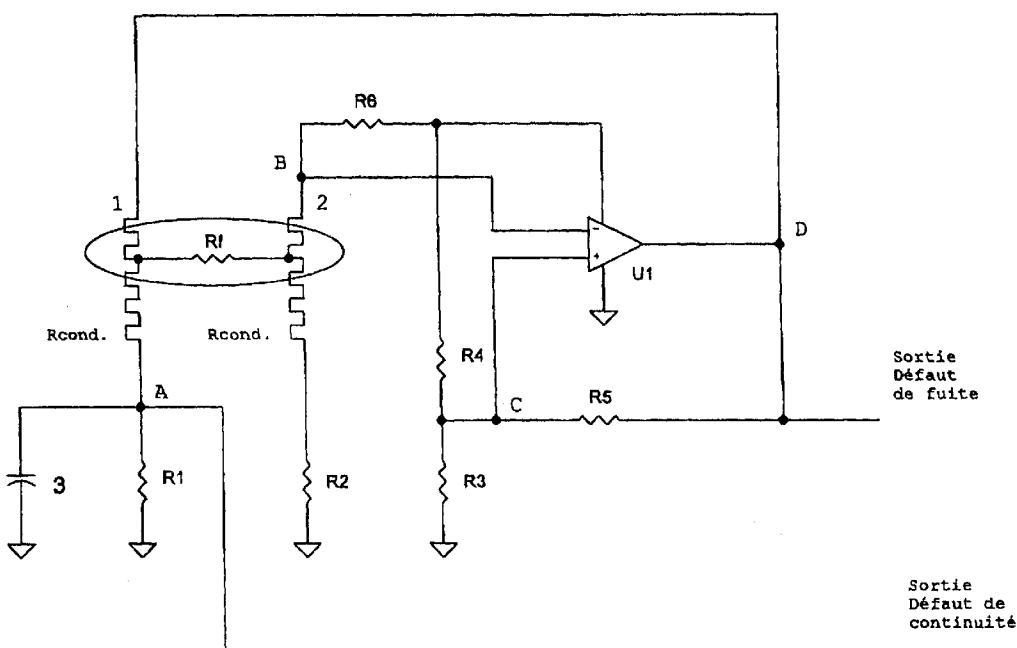 R6
B
1
2
D
Rf
U1
Rcond.
Rcond.
R4
Sortie
Défaut
de fuite
A
C
R5
3
R1
R2
R3
Sortie
Défaut de
continuité